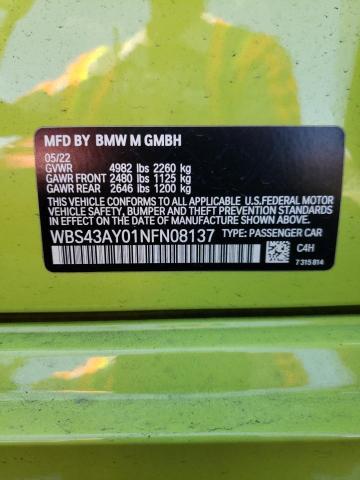 MFD BY BMW M GMBH
05/22
GVWR 4982 lbs 2260 kg
GAWR FRONT 2480 lbs 1125 kg
GAWR REAR 2646 lbs 1200 kg
THIS VEHICLE CONFORMS TO ALL APPLICABLE U.S.FEDERAL MOTOR
VEHICLE SAFETY, BUMPER, AND THEFT PREVENTION STANDARDS
IN EFFECT ON THE DATE OF MANUFACTURE SHOWN ABOVE.
WBS43AY01NFN08137 TYPE: PASSENGER CAR
C4H
7 315 814